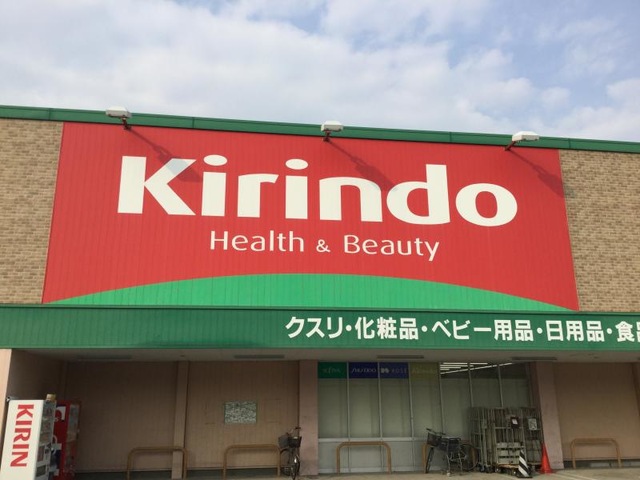 Kirindo
Health & Beauty
クスリ・化粧品・ベビー用品・日用品・食品
KIRIN